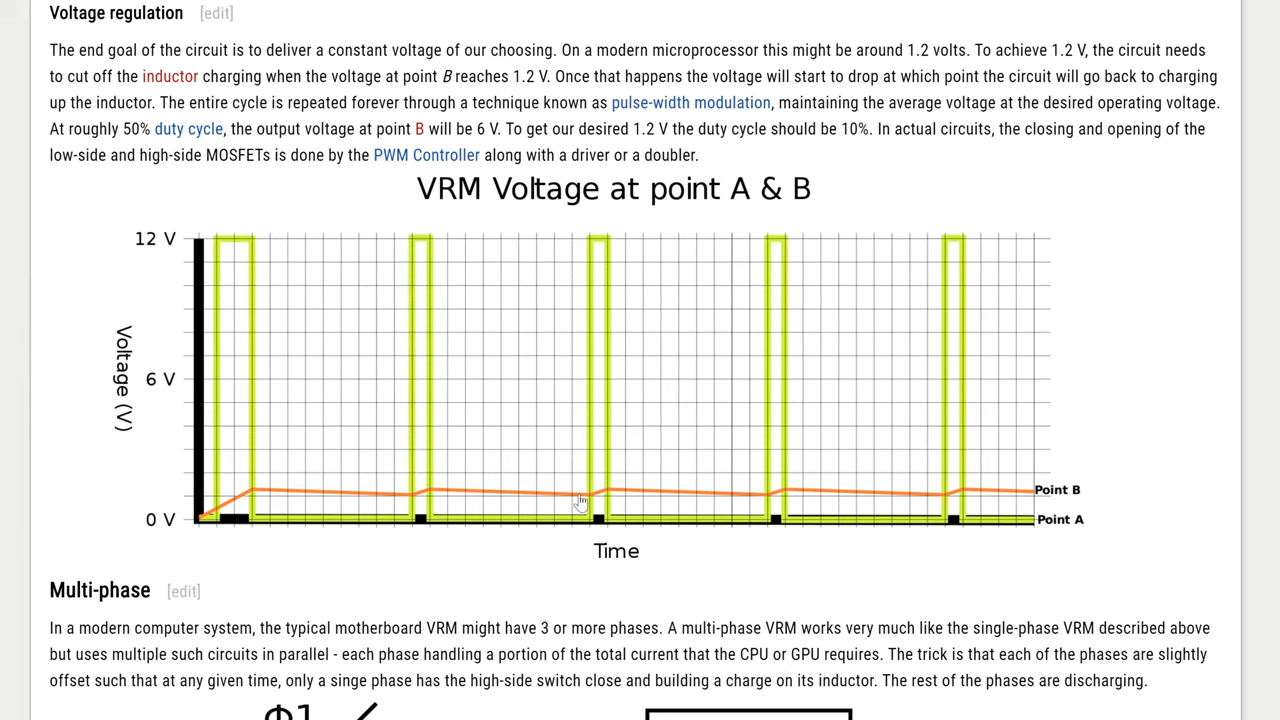 Voltage regulation [edit]
The end goal of the circuit is to deliver a constant voltage of our choosing. On a modern microprocessor this might be around 1.2 volts. To achieve 1.2 V, the circuit needs
to cut off the inductor charging when the voltage at point B reaches 1.2 V. Once that happens the voltage will start to drop at which point the circuit will go back to charging
up the inductor. The entire cycle is repeated forever through a technique known as pulse-width modulation, maintaining the average voltage at the desired operating voltage.
At roughly 50% duty cycle, the output voltage at point B will be 6 V. To get our desired 1.2 V the duty cycle should be 10%. In actual circuits, the closing and opening of the
low-side and high-side MOSFETs is done by the PWM Controller along with a driver or a doubler.
VRM Voltage at point A & B
12 V
Voltage (V)
6 V
Point B
0 V
Point A
Time
Multi-phase [edit]
In a modern computer system, the typical motherboard VRM might have 3 or more phases. A multi-phase VRM works very much like the single-phase VRM described above
but uses multiple such circuits in parallel - each phase handling a portion of the total current that the CPU or GPU requires. The trick is that each of the phases are slightly
offset such that at any given time, only a singe phase has the high-side switch close and building a charge on its inductor. The rest of the phases are discharging.
Φ1